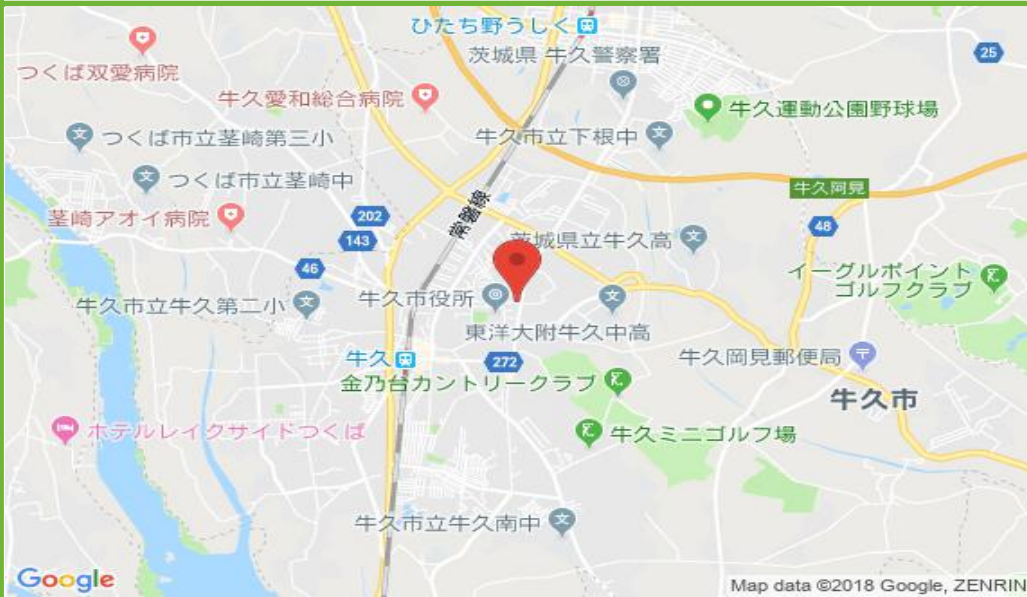 ひたち野うしく
茨城県 牛久警察署
25
つくば双愛病院
牛久愛和総合病院
牛久運動公園野球場
つくば市立茎崎第三小
牛久市立下根中
つくば市立茎崎中
牛久阿見
茎崎アオイ病院
202
常磐線
48
143
茨城県立牛久高
46
イーグルポイント
ゴルフクラブ
牛久市立牛久第二小
牛久市役所
東洋大附牛久中高
牛久
272
牛久岡見郵便局
金乃台カントリークラブ
牛久市
ホテルレイクサイドつくば
牛久ミニゴルフ場
牛久市立牛久南中
Google
Map data ©2018 Google, ZENRIN